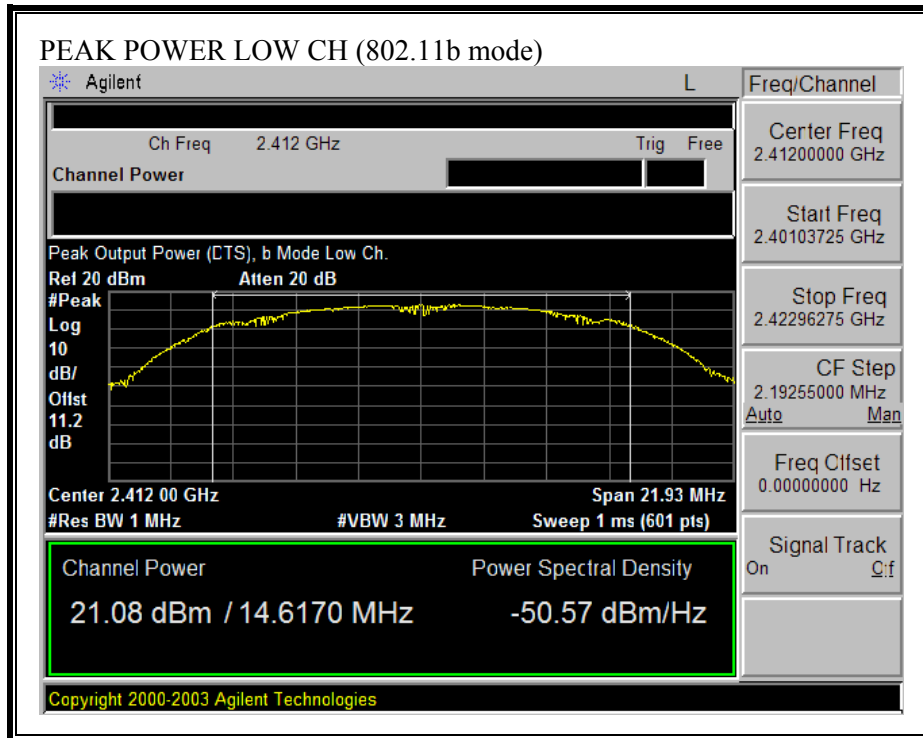 PEAK POWER LOW CH (802.11b mode)
Agilent L Freq/Channel
Ch Freq 2.412 GHz Trig Free
Channel Power
Center Freq
2.41200000 GHz
Start Freq
2.40103725 GHz
Stop Freq
2.42296275 GHz
CF Step
2.19255000 MHz
Auto Man
Freq Offset
0.00000000 Hz
Signal Track
On Off
Peak Output Power (DTS), b Mode Low Ch.
Ref 20 dBm Atten 20 dB
#Peak
Log
10
dB/
Offst
11.2
dB
Center 2.412 00 GHz Span 21.93 MHz
#Res BW 1 MHz #VBW 3 MHz Sweep 1 ms (601 pts)
Channel Power Power Spectral Density
21.08 dBm / 14.6170 MHz -50.57 dBm/Hz
Copyright 2000-2003 Agilent Technologies